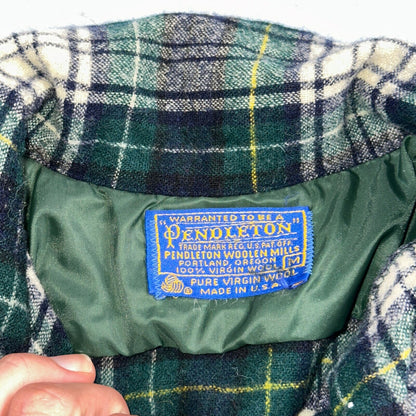 "WARRANTED TO BE A
PENDLETON"
TRADE MARK REG. U.S. PAT. OFF.
PENDLETON WOOLEN MILLS
PORTLAND, OREGON
100% VIRGIN WOOL M
PURE VIRGIN WOOL
MADE IN U.S.A.